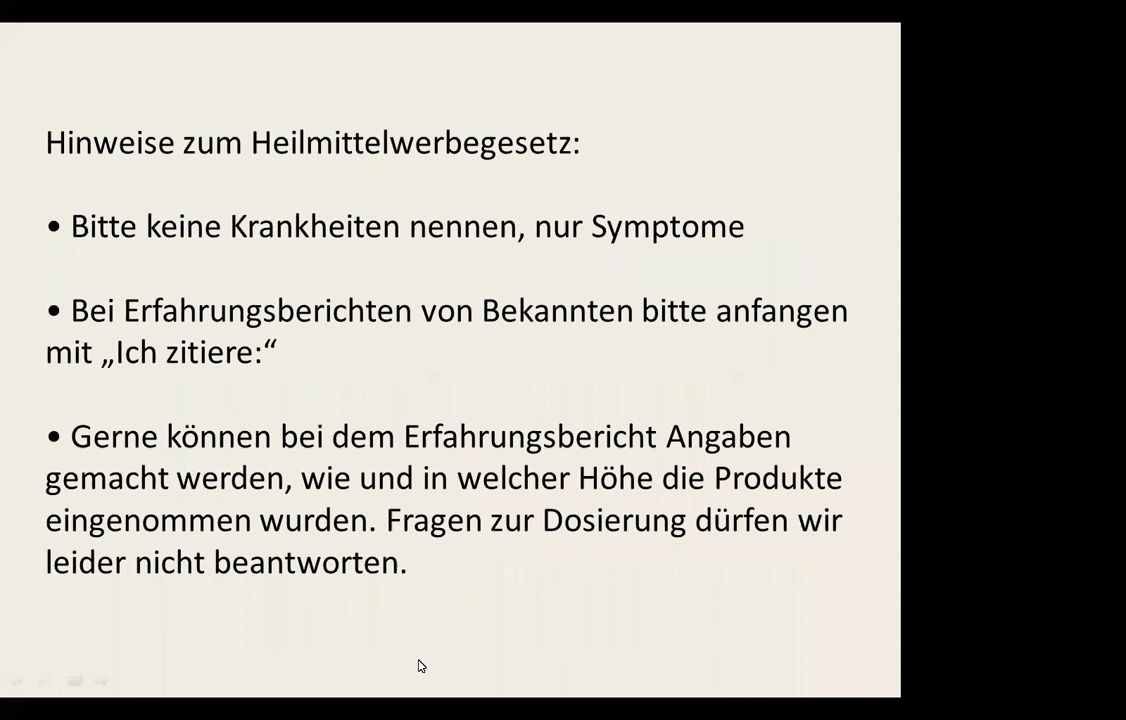 Hinweise zum Heilmittelwerbegesetz:
• Bitte keine Krankheiten nennen, nur Symptome
• Bei Erfahrungsberichten von Bekannten bitte anfangen
mit „Ich zitiere:“
• Gerne können bei dem Erfahrungsbericht Angaben
gemacht werden, wie und in welcher Höhe die Produkte
eingenommen wurden. Fragen zur Dosierung dürfen wir
leider nicht beantworten.